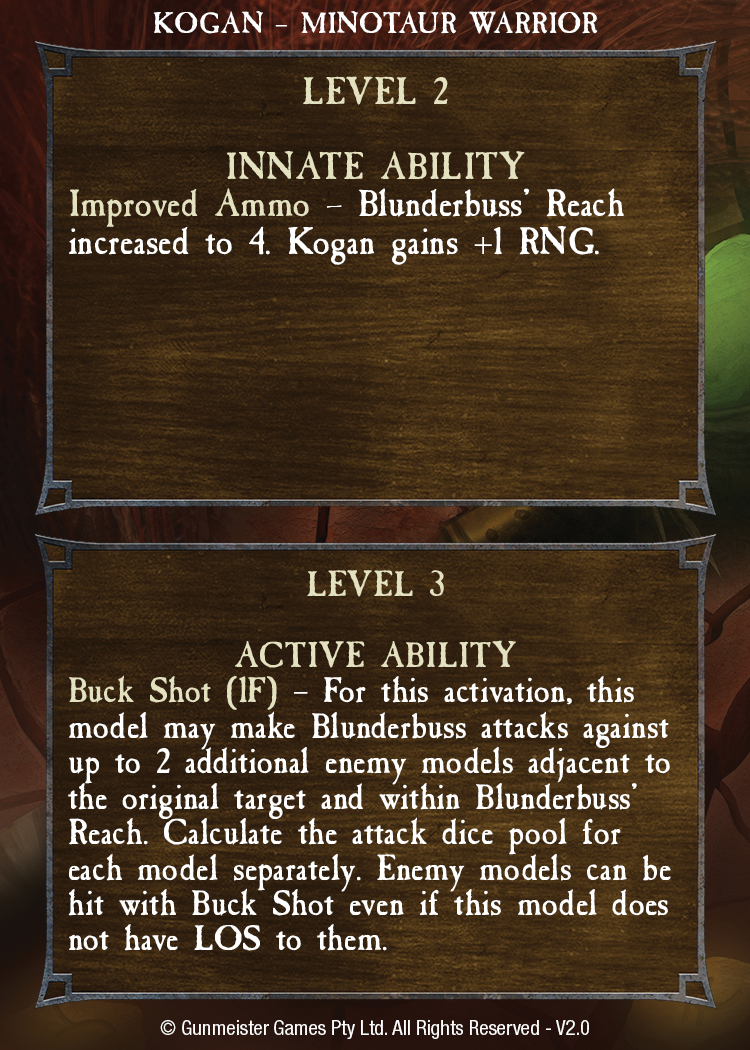 KOGAN – MINOTAUR WARRIOR
LEVEL 2
INNATE ABILITY
Improved Ammo – Blunderbuss' Reach
increased to 4. Kogan gains +1 RNG.
LEVEL 3
ACTIVE ABILITY
Buck Shot (1F) – For this activation, this
model may make Blunderbuss attacks against
up to 2 additional enemy models adjacent to
the original target and within Blunderbuss'
Reach. Calculate the attack dice pool for
each model separately. Enemy models can be
hit with Buck Shot even if this model does
not have LOS to them.
© Gunmeister Games Pty Ltd. All Rights Reserved - V2.0